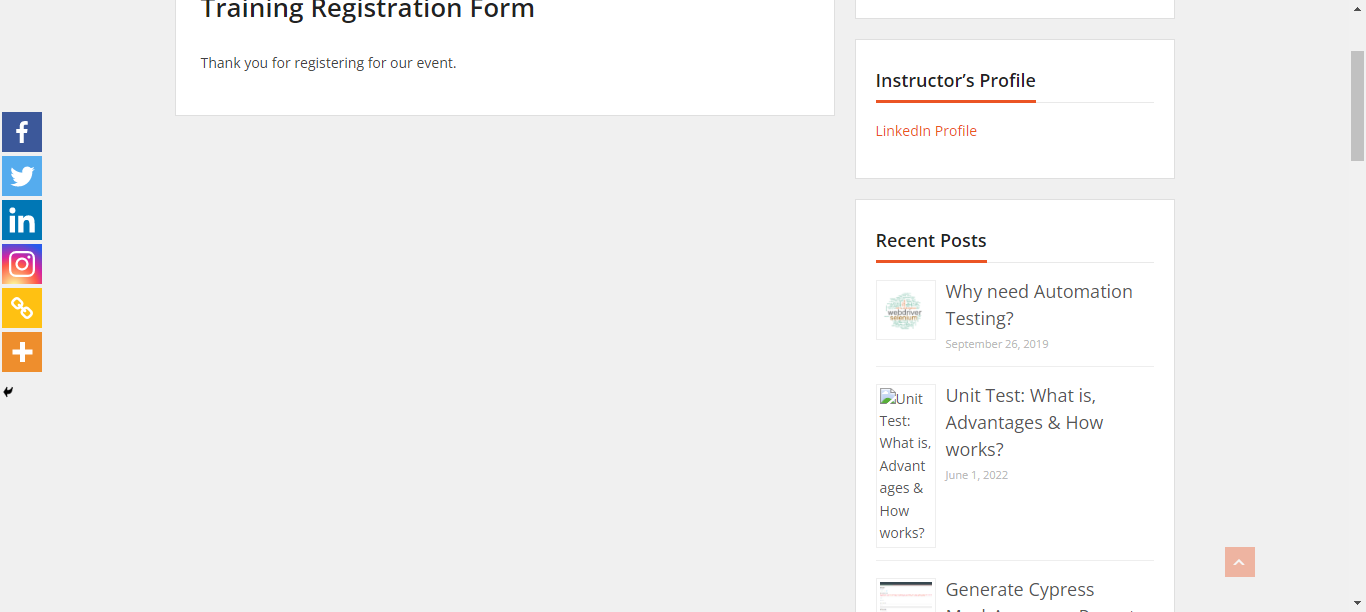 Training Registration Form
Thank you for registering for our event.
Instructor's Profile
LinkedIn Profile
Recent Posts
webdriver
selenium
Why need Automation
Testing?
September 26, 2019
Unit
Test:
What is,
Advant
ages &
How
works?
Unit Test: What is,
Advantages & How
works?
June 1, 2022
Generate Cypress